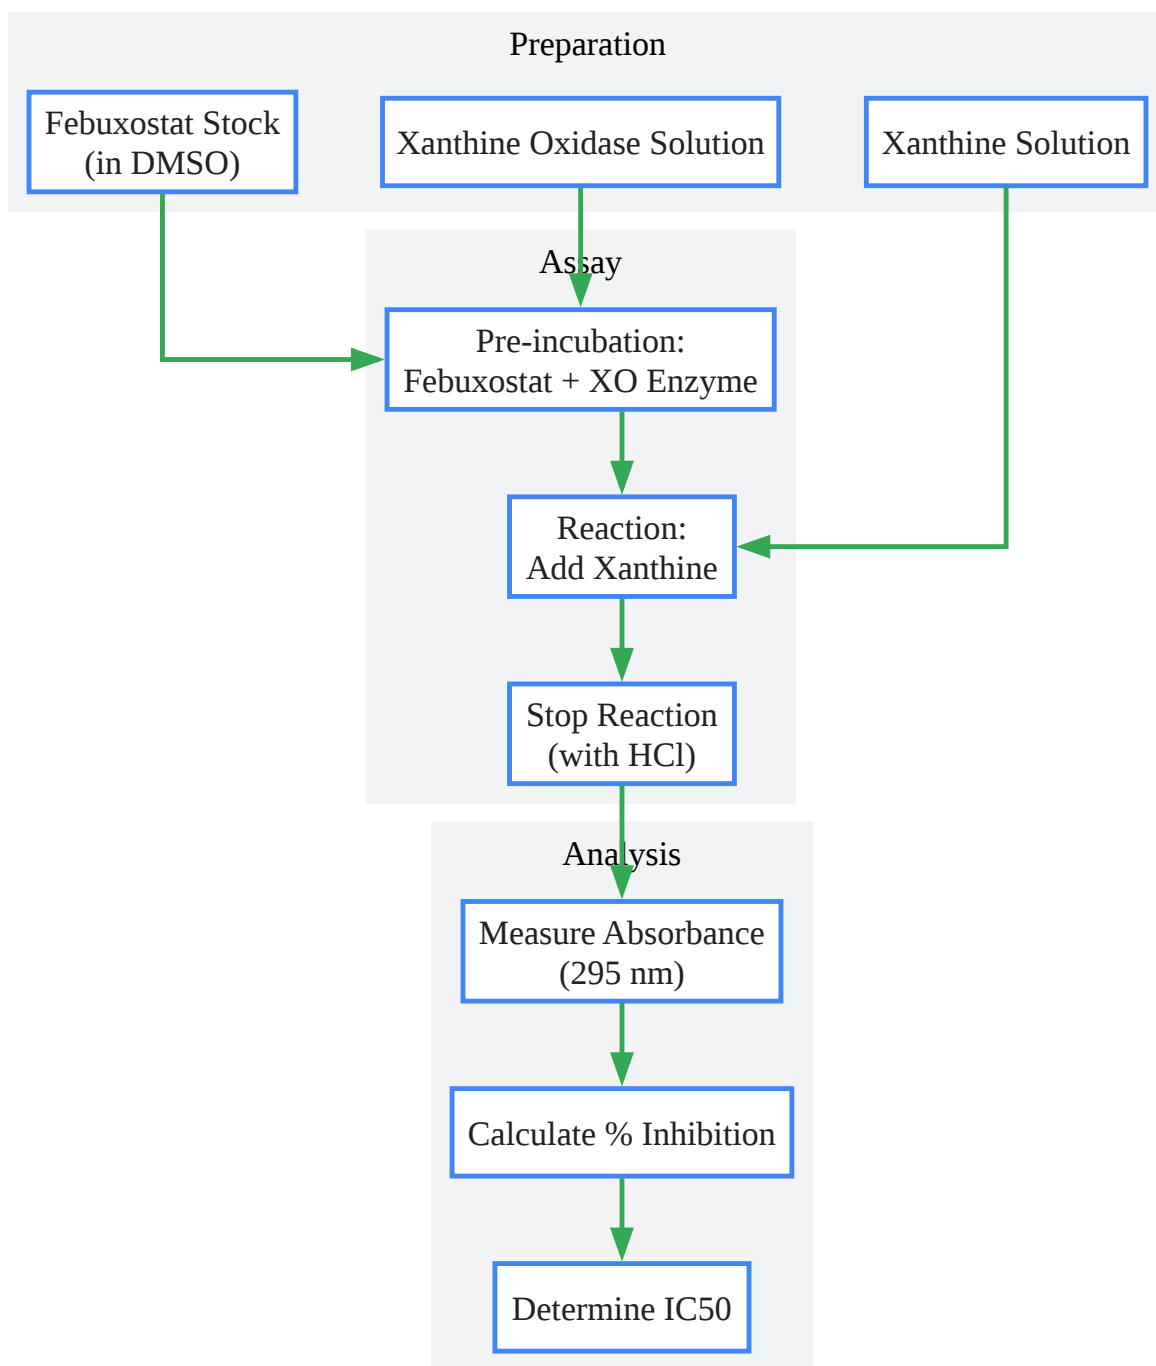 Preparation
Febuxostat Stock
(in DMSO)
Xanthine Oxidase Solution
Xanthine Solution
Assay
Pre-incubation:
Febuxostat + XO Enzyme
Reaction:
Add Xanthine
Stop Reaction
(with HCl)
Analysis
Measure Absorbance
(295 nm)
Calculate % Inhibition
Determine IC50